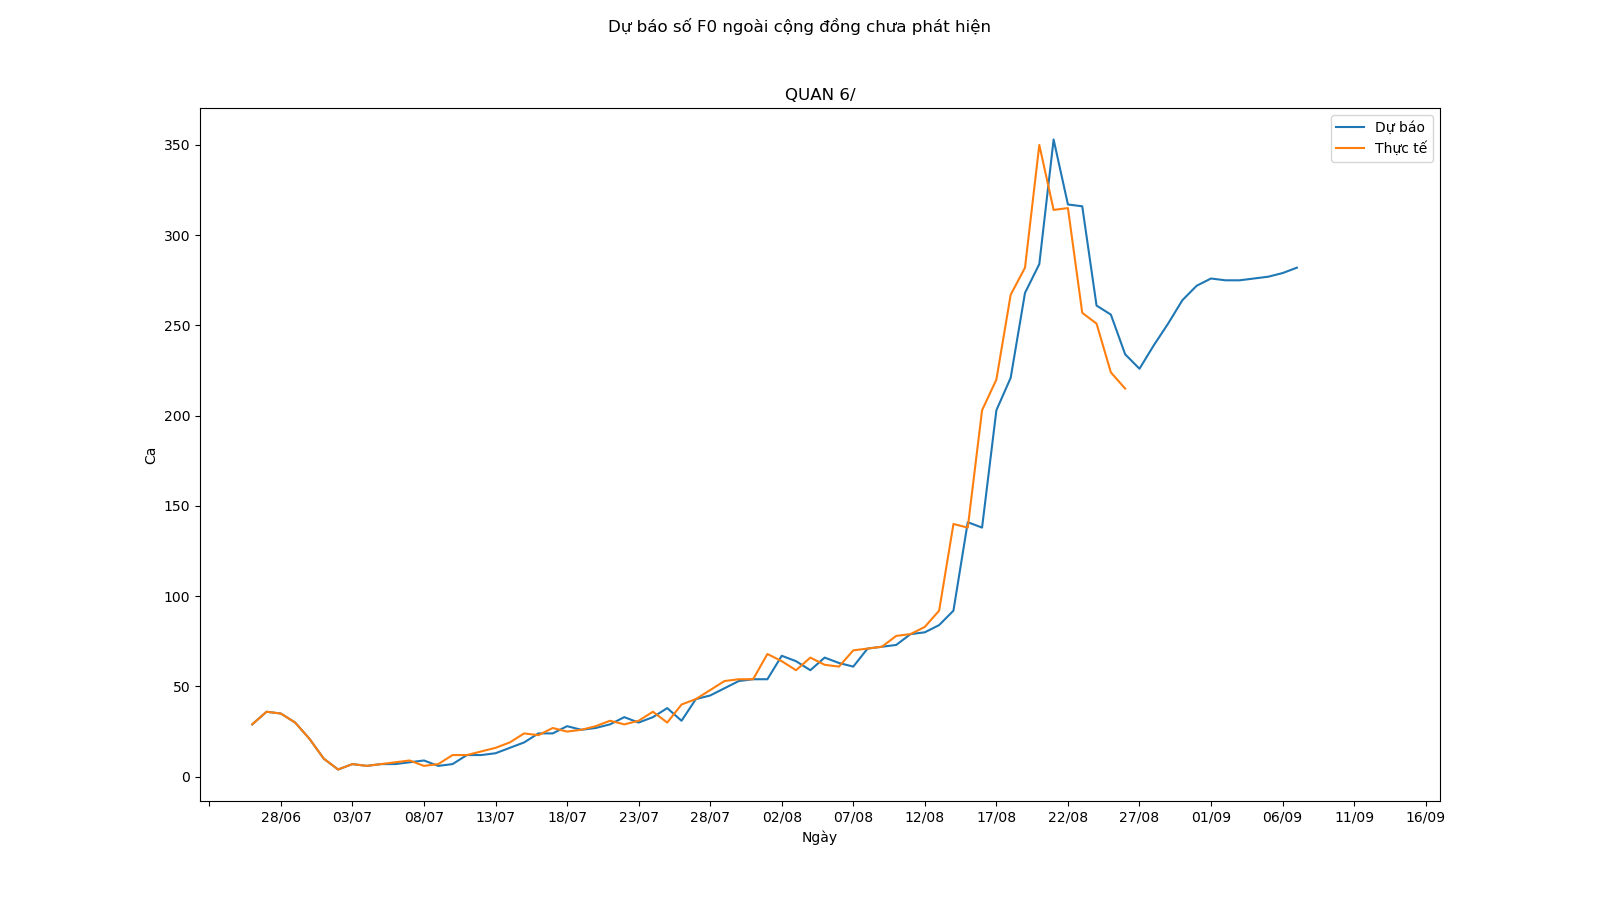 Dự báo số F0 ngoài cộng đồng chưa phát hiện
QUAN 6/
Dự báo
Thực tế
350
300
250
200
150
100
50
0
Ca
28/06 03/07 08/07 13/07 18/07 23/07 28/07 02/08 07/08 12/08 17/08 22/08 27/08 01/09 06/09 11/09 16/09
Ngày